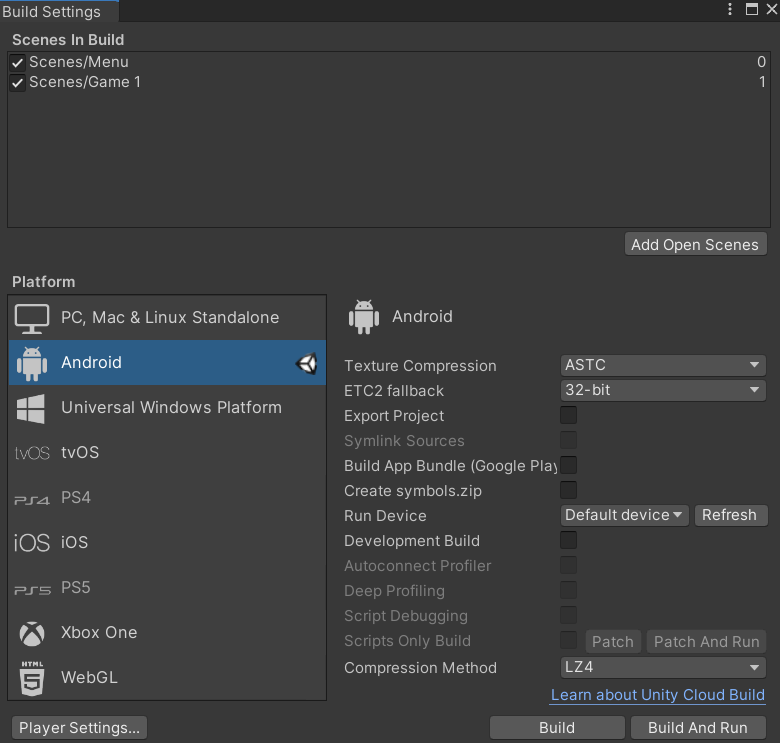 Build Settings
Scenes In Build
Scenes/Menu 0
Scenes/Game 1 1
Add Open Scenes
Platform
PC, Mac & Linux Standalone
Android
Universal Windows Platform
tvOS tvOS
PS4 PS4
iOS iOS
PS5 PS5
Xbox One
HTML
5 WebGL
Android
Texture Compression ASTC
ETC2 fallback 32-bit
Export Project
Symlink Sources
Build App Bundle (Google Play
Create symbols.zip
Run Device Default device Refresh
Development Build
Autoconnect Profiler
Deep Profiling
Script Debugging
Scripts Only Build Patch Patch And Run
Compression Method LZ4
Learn about Unity Cloud Build
Player Settings... Build Build And Run